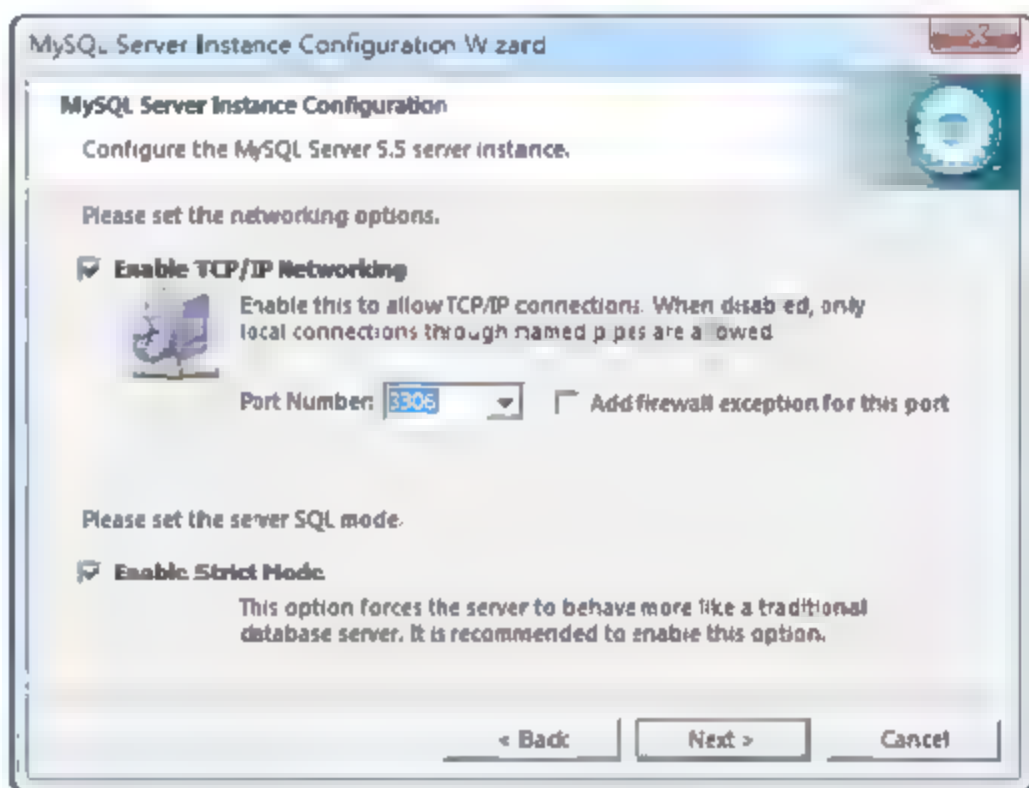 MySQL Server Instance Configuration Wizard
MySQL Server Instance Configuration
Configure the MySQL Server 5.5 server instance.
Please set the networking options.
Enable TCP/IP Networking
Enable this to allow TCP/IP connections. When disabled, only
local connections through named pipes are allowed
Port Number: 3306 Add firewall exception for this port
Please set the server SQL mode.
Enable Strict Mode
This option forces the server to behave more like a traditional
database server. It is recommended to enable this option.
< Back Next > Cancel